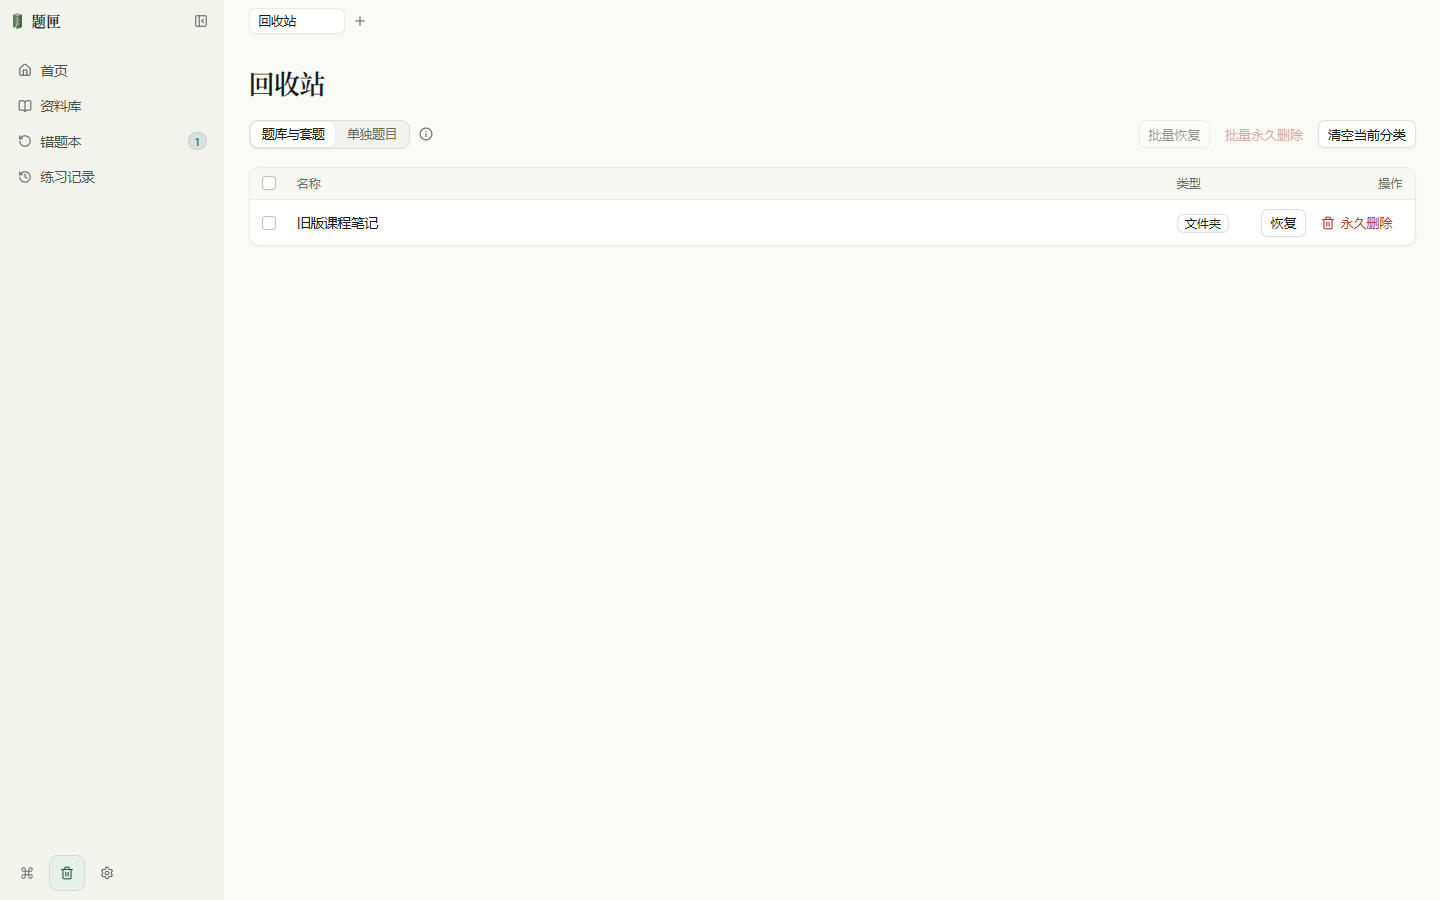 题匣
首页
资料库
错题本 1
练习记录
回收站
回收站
题库与套题 单独题目 批量恢复 批量永久删除 清空当前分类
名称 类型 操作
旧版课程笔记 文件夹 恢复 永久删除